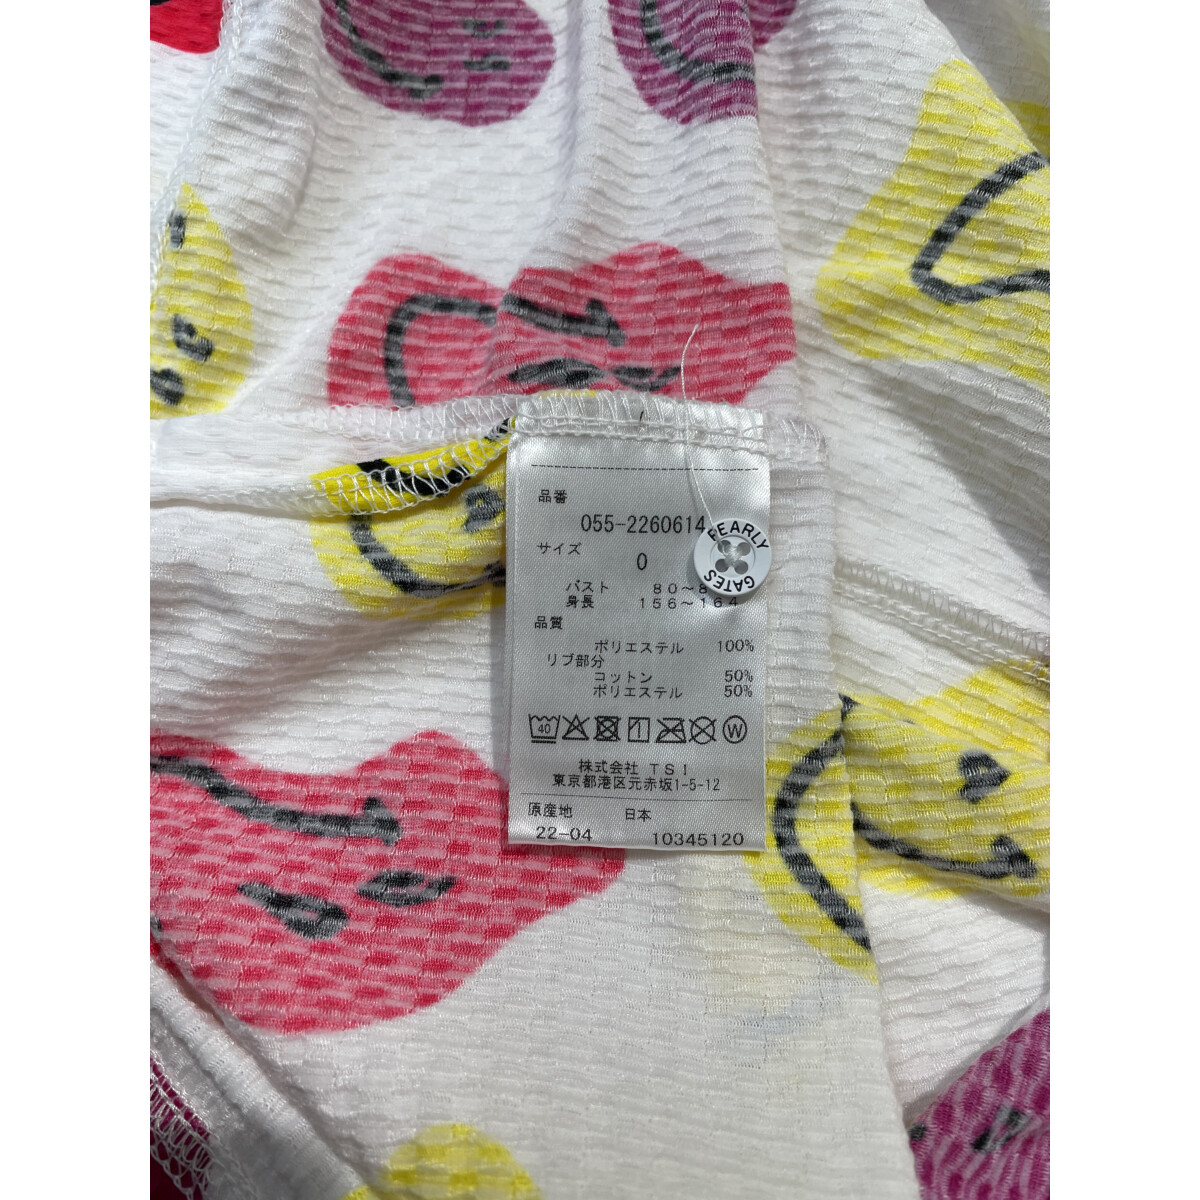 品番
055-2260614
サイズ
0
バスト 80~8
身長 156~164
品質
ポリエステル 100%
リブ部分
コットン 50%
ポリエステル 50%
40
W
株式会社 TSI
東京都港区元赤坂1-5-12
原産地 日本
22-04 10345120
PEARLY
GATES